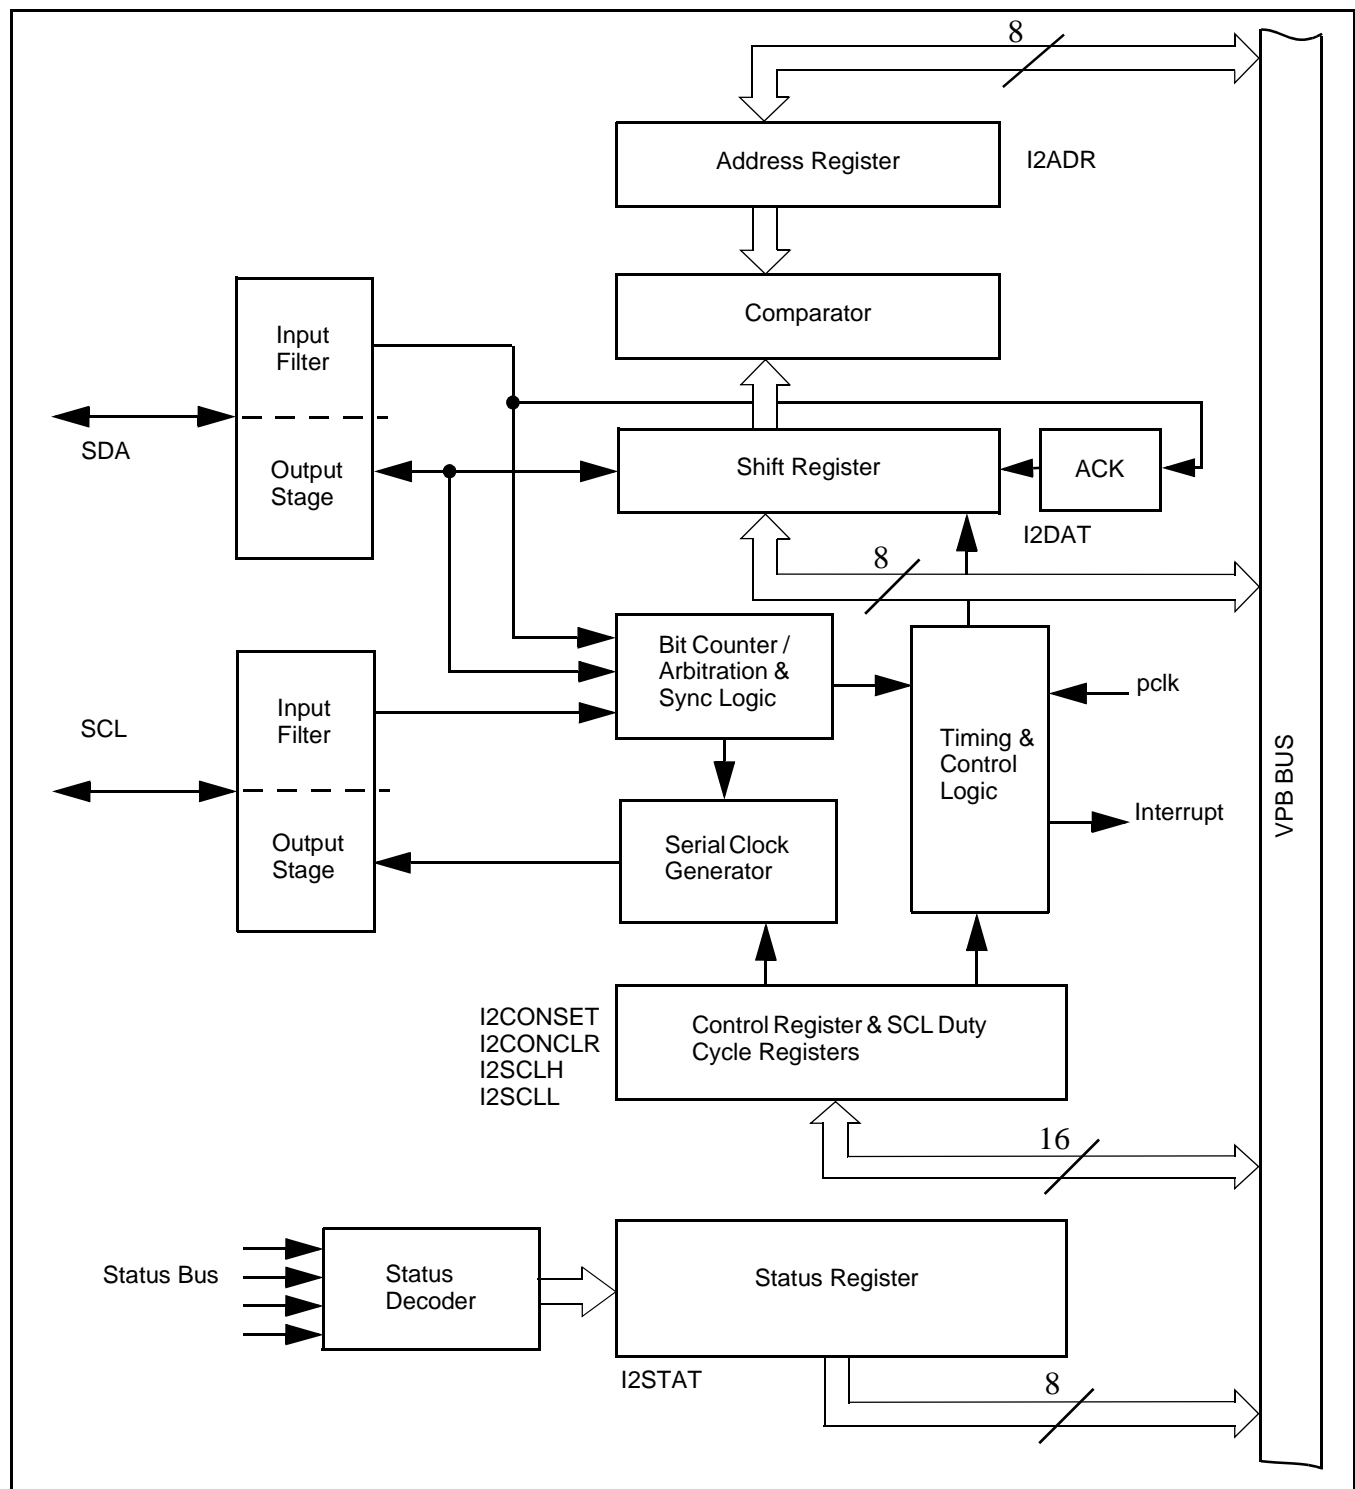 8
Address Register
I2ADR
Comparator
Input
Filter
SDA
Output
Stage
Shift Register
ACK
I2DAT
8
Bit Counter /
Arbitration &
Sync Logic
pclk
Input
Filter
SCL
Timing &
Control
Logic
VPB BUS
Interrupt
Output
Stage
Serial Clock
Generator
I2CONSET
I2CONCLR
I2SCLH
I2SCLL
Control Register & SCL Duty
Cycle Registers
16
Status Bus
Status
Decoder
Status Register
I2STAT
8